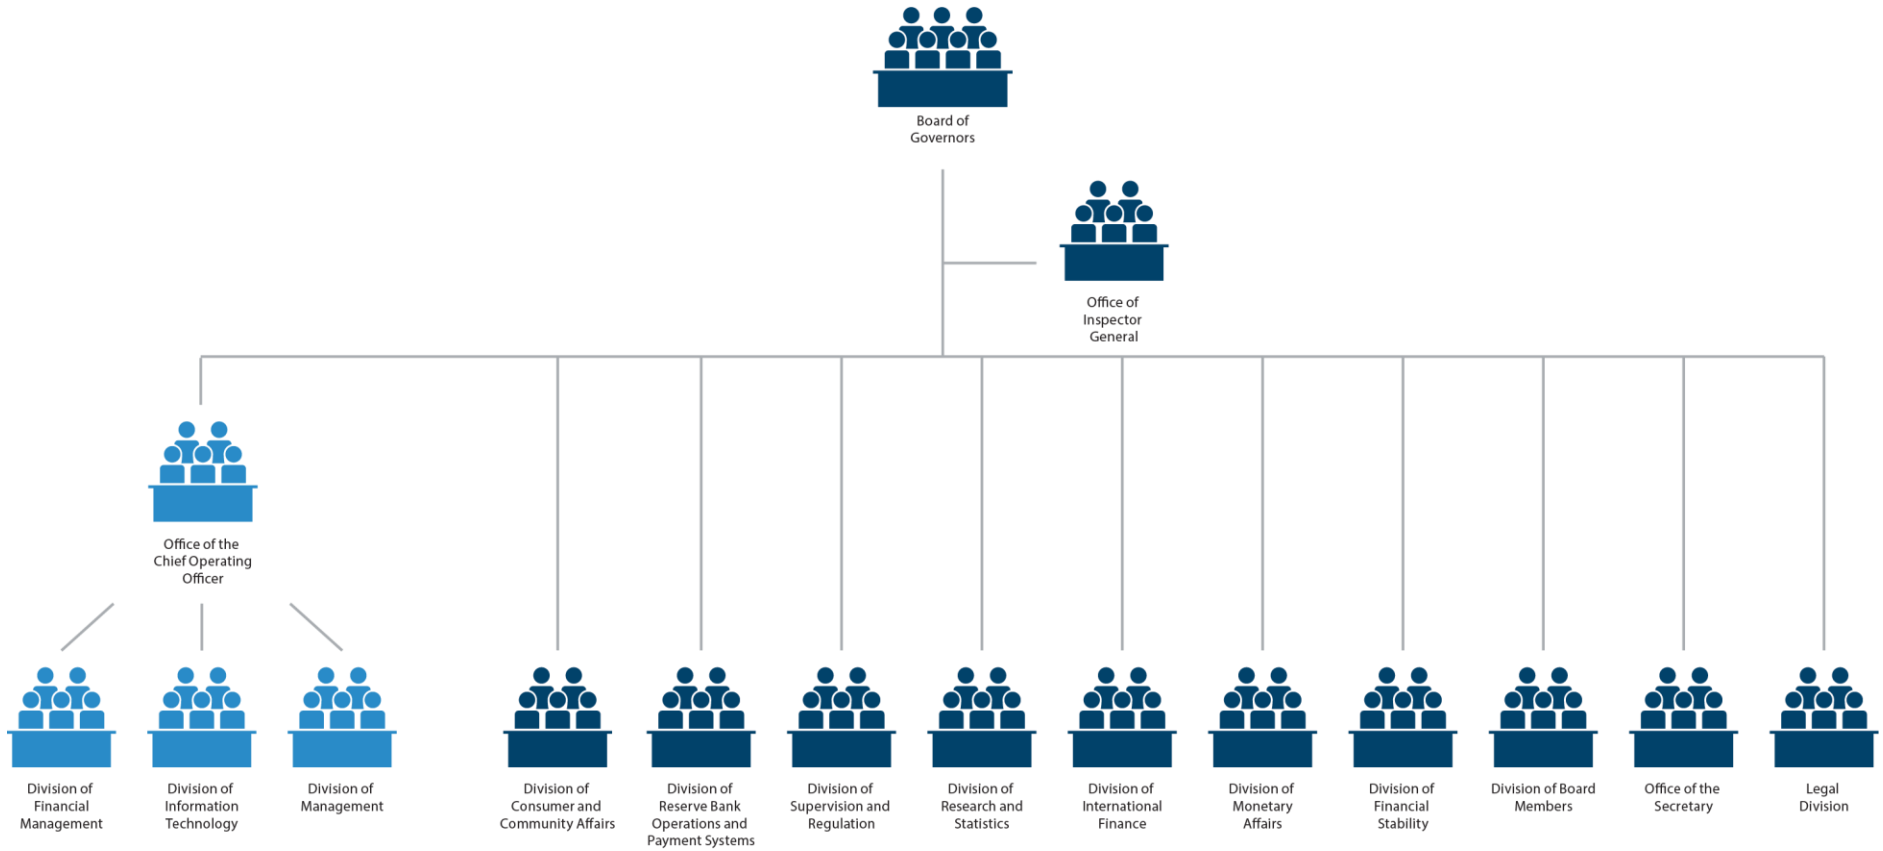 Board of
Governors
Office of
Inspector
General
Office of the
Chief Operating
Officer
Division of
Financial
Management
Division of
Information
Technology
Division of
Management
Division of
Consumer and
Community Affairs
Division of
Reserve Bank
Operations and
Payment Systems
Division of
Supervision and
Regulation
Division of
Research and
Statistics
Division of
International
Finance
Division of
Monetary
Affairs
Division of
Financial
Stability
Division of Board
Members
Office of the
Secretary
Legal
Division